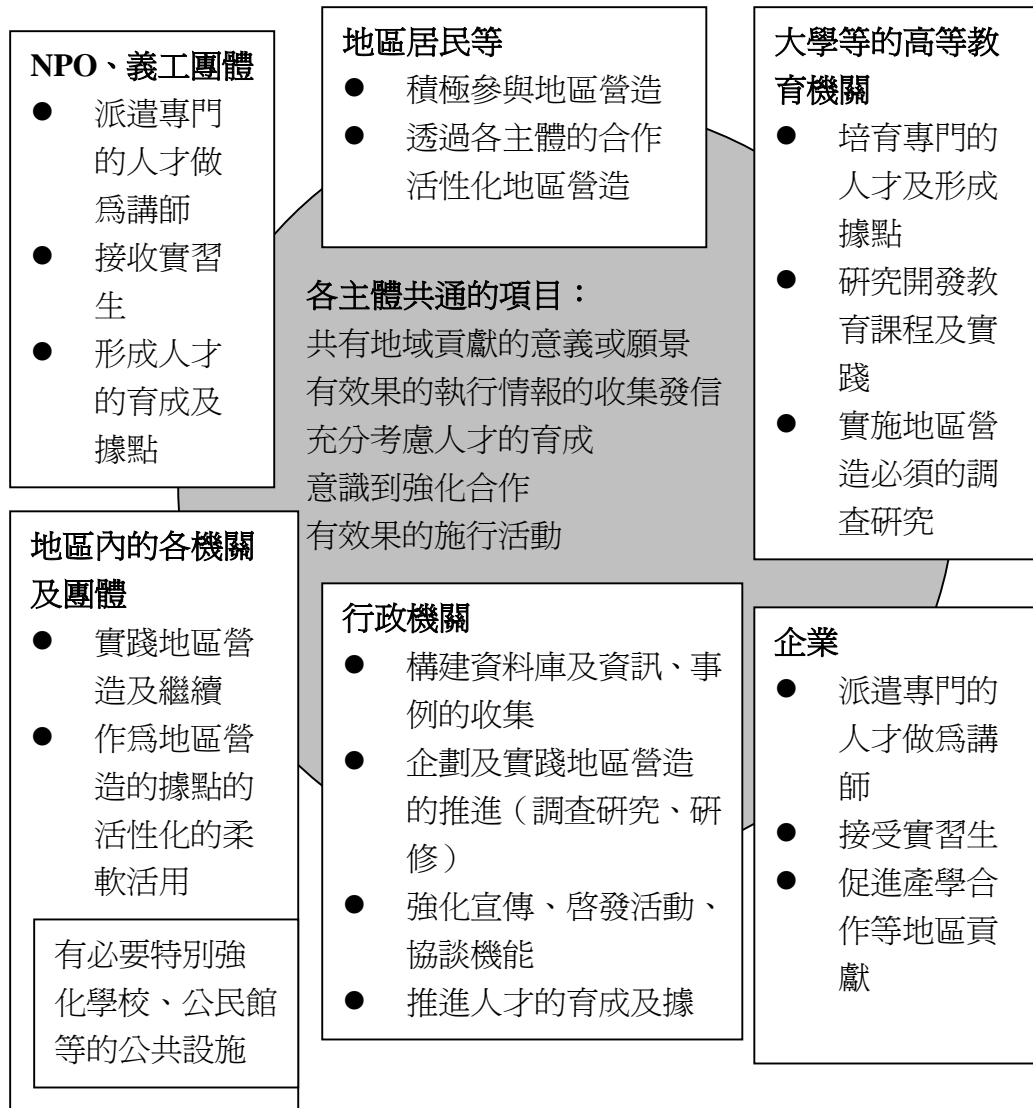 NPO、義工團體
● 派遣專門
的人才做
爲講師
● 接收實習
生
● 形成人才
的育成及
據點
地區居民等
● 積極參與地區營造
● 透過各主體的合作
活性化地區營造
大學等的高等教
育機關
● 培育專門的
人才及形成
據點
● 研究開發教
育課程及實
踐
● 實施地區營
造必須的調
查研究
各主體共通的項目：
共有地域貢獻的意義或願景
有效果的執行情報的收集發信
充分考慮人才的育成
意識到強化合作
有效果的施行活動
地區內的各機關
及團體
● 實踐地區營
造及繼續
● 作爲地區營
造的據點的
活性化的柔
軟活用
有必要特別強
化學校、公民館
等的公共設施
行政機關
● 構建資料庫及資訊、事
例的收集
● 企劃及實踐地區營造
的推進（調查研究、研
修）
● 強化宣傳、啓發活動、
協談機能
● 推進人才的育成及據
企業
● 派遣專門的
人才做爲講
師
● 接受實習生
● 促進產學合
作等地區貢
獻